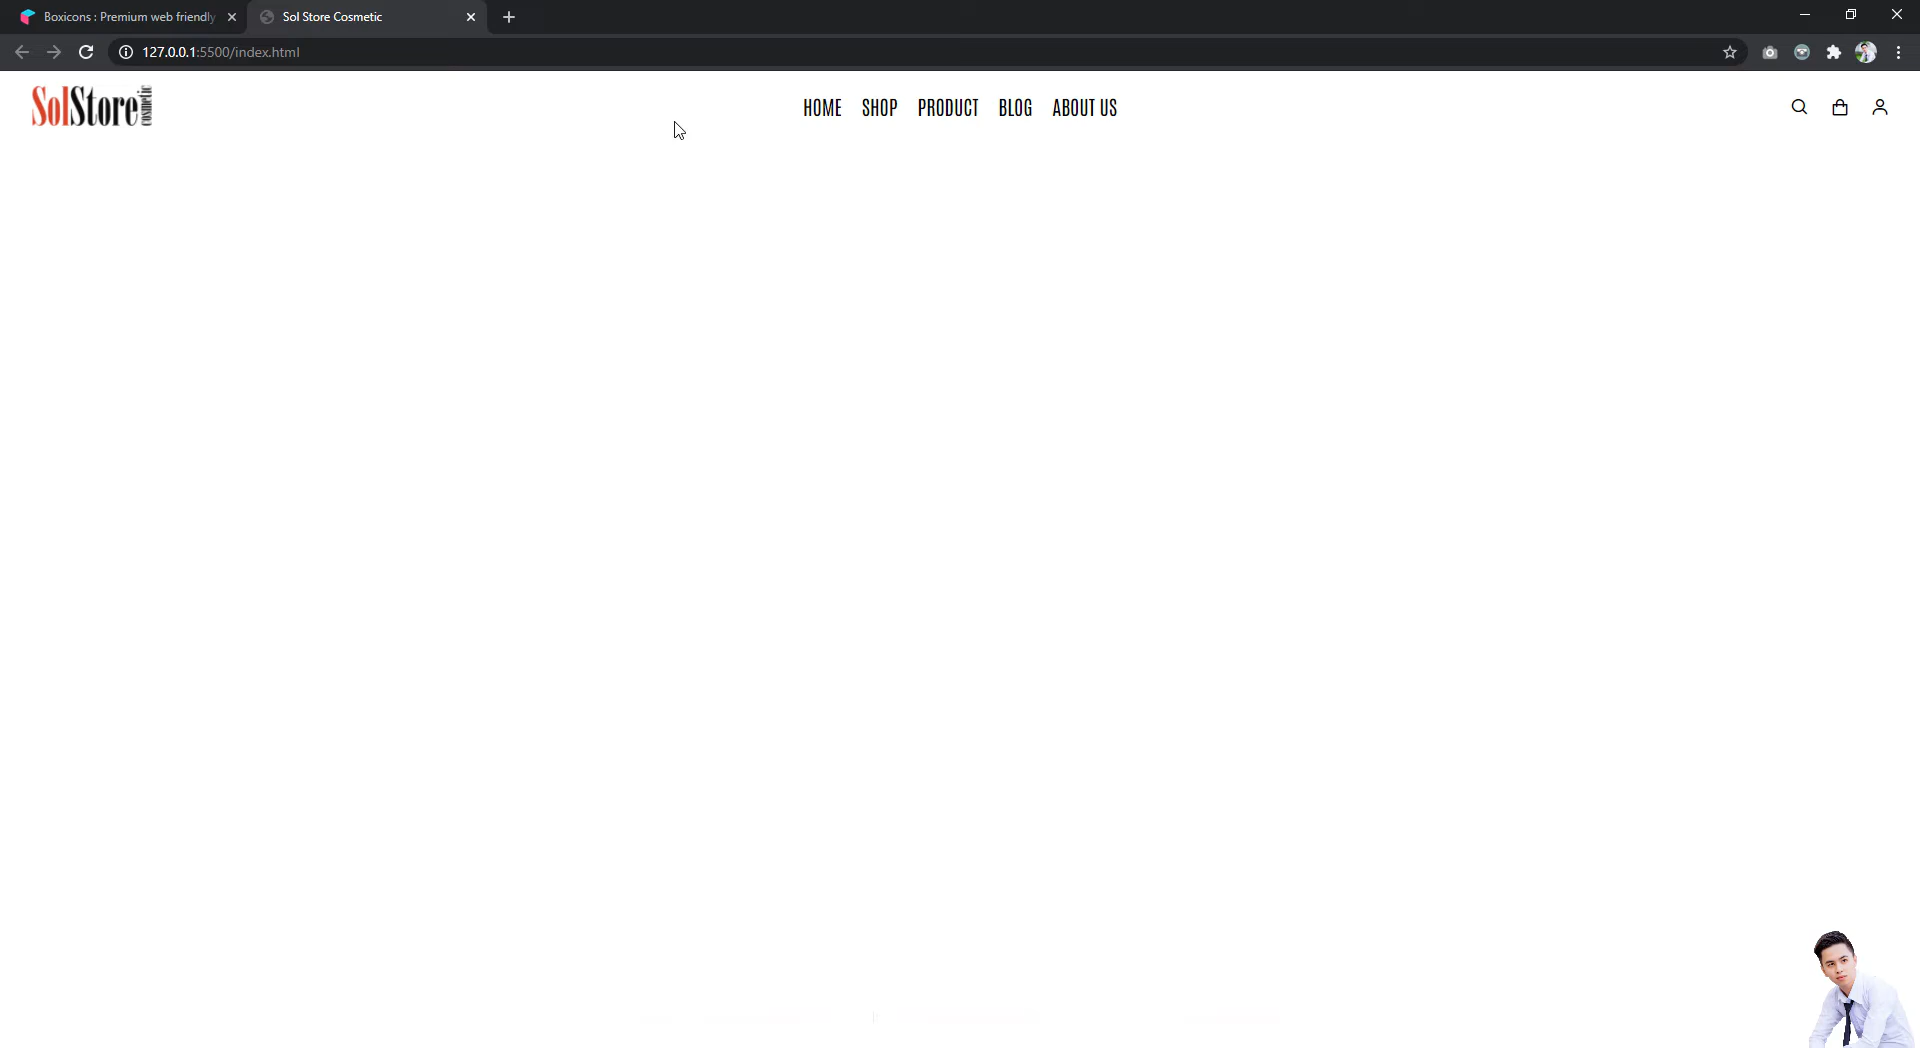 Boxicons : Premium web friendly
Sol Store Cosmetic
127.0.0.1:5500/index.html
SolStore cosmetic
HOME SHOP PRODUCT BLOG ABOUT US